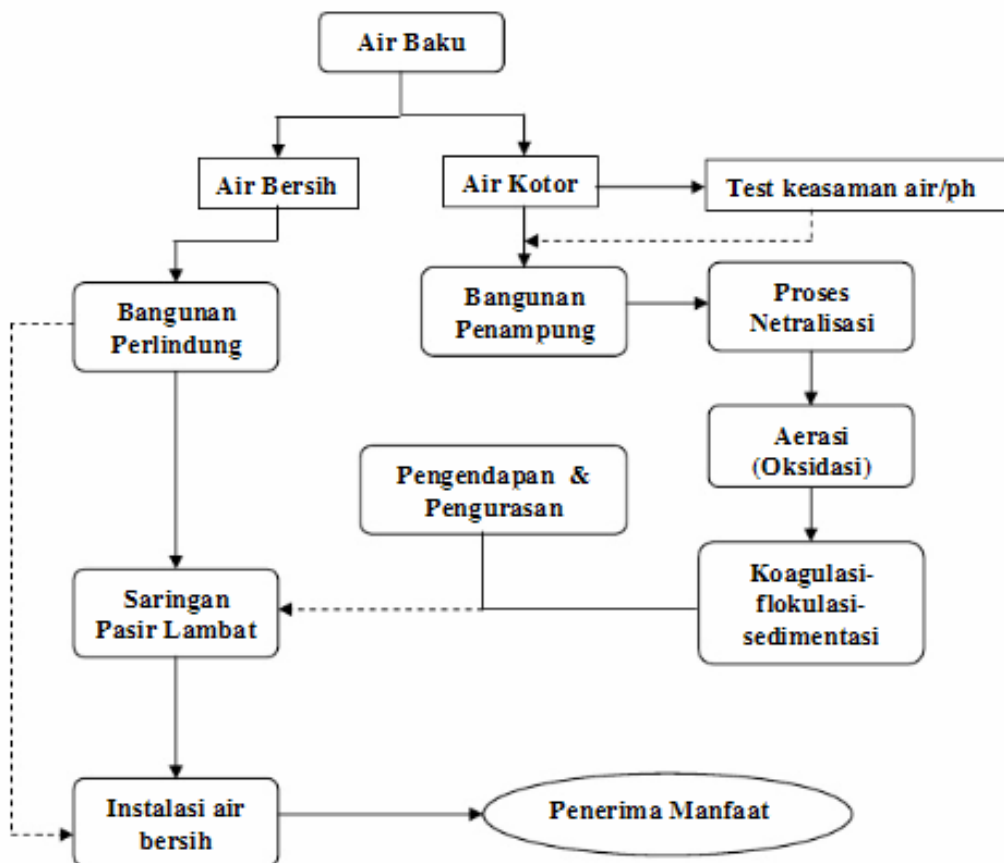 Air Baku
Air Bersih
Air Kotor
Test keasaman air/ph
Bangunan
Perlindung
Bangunan
Penampung
Proses
Netralisasi
Aerasi
(Oksidasi)
Pengendapan &
Pengurasan
Koagulasi-
flokulasi-
sedimentasi
Saringan
Pasir Lambat
Instalasi air
bersih
Penerima Manfaat